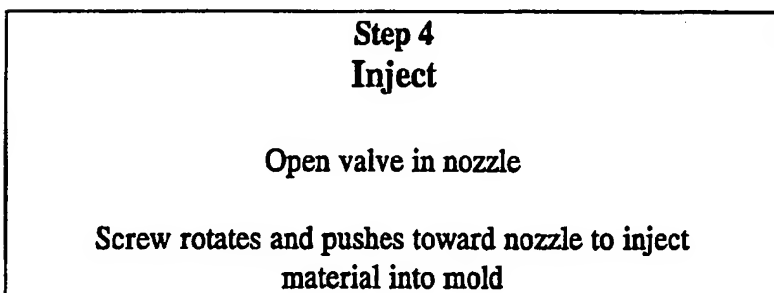 Step 4
Inject
Open valve in nozzle
Screw rotates and pushes toward nozzle to inject
material into mold